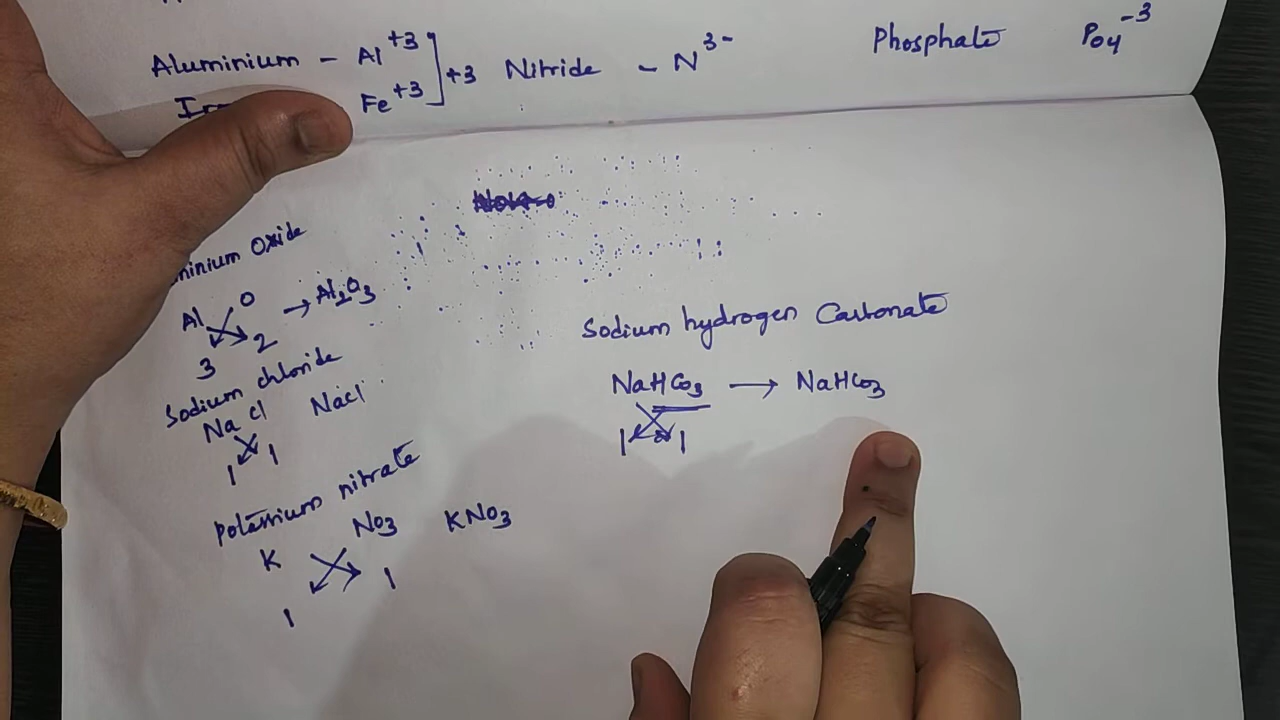 Aluminium - Al+3 ] +3 Nitride - N3- Phosphate Po4-3
Fe+3
minium Oxide
Al O → Al2O3
3 2
Sodium chloride
Na Cl NaCl
1 1
Potassium nitrate
K NO3 KNO3
1 1
Sodium hydrogen Carbonate
NaHCo3 → NaHCo3
1 1